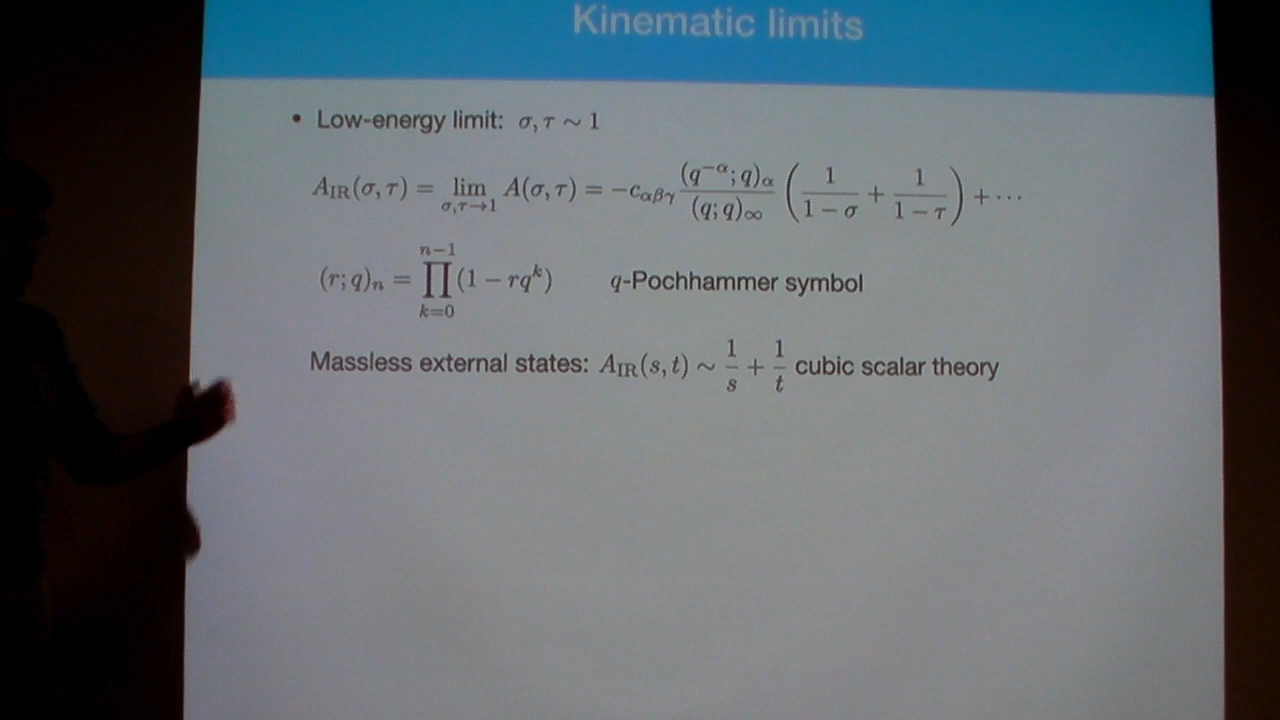 Kinematic limits
• Low-energy limit: σ, τ ∼ 1
A_IR(σ, τ) = lim_{σ,τ→1} A(σ, τ) = −c_{αβγ} (q^{−α}; q)_α / (q; q)_∞ (1/(1 − σ) + 1/(1 − τ)) + ⋯
(r; q)_n = ∏_{k=0}^{n−1} (1 − rq^k) q-Pochhammer symbol
Massless external states: A_IR(s, t) ∼ 1/s + 1/t cubic scalar theory